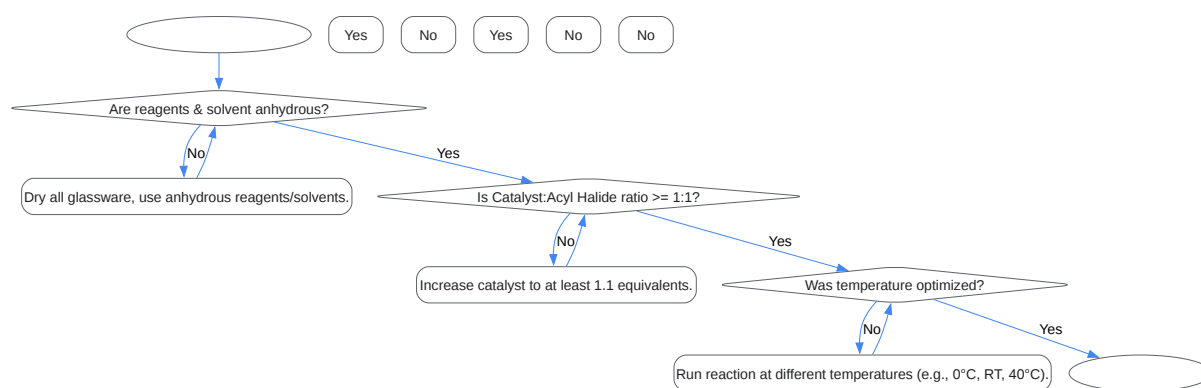 Yes
No
Yes
No
No
Are reagents & solvent anhydrous?
No
Yes
Dry all glassware, use anhydrous reagents/solvents.
Is Catalyst:Acyl Halide ratio >= 1:1?
No
Yes
Increase catalyst to at least 1.1 equivalents.
Was temperature optimized?
No
Yes
Run reaction at different temperatures (e.g., 0°C, RT, 40°C).